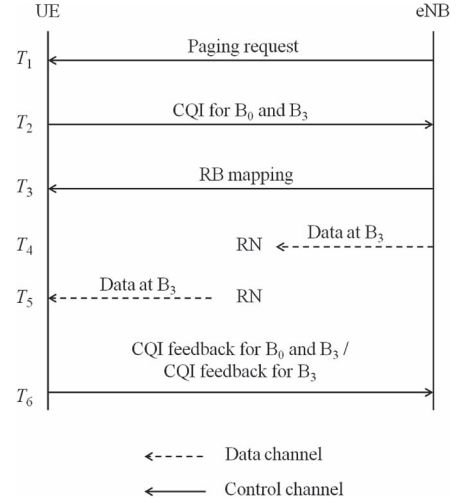 UE eNB
Paging request
T1
CQI for B0 and B3
T2
RB mapping
T3
Data at B3
T4 RN
Data at B3
T5 RN
CQI feedback for B0 and B3 /
CQI feedback for B3
T6
Data channel
Control channel